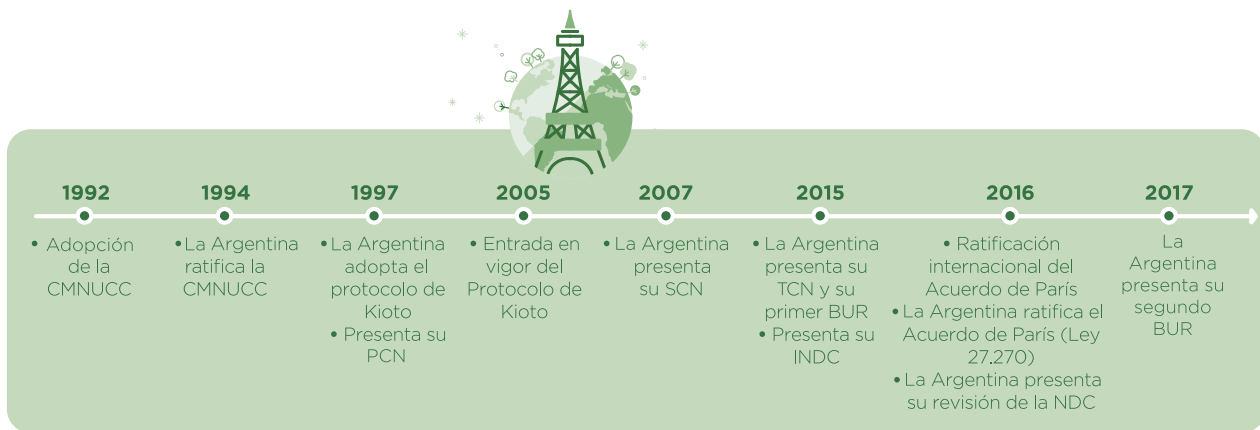 1992
• Adopción
de la
CMNUCC
1994
• La Argentina
ratifica la
CMNUCC
1997
• La Argentina
adopta el
protocolo de
Kioto
• Presenta su
PCN
2005
• Entrada en
vigor del
Protocolo de
Kioto
2007
• La Argentina
presenta
su SCN
2015
• La Argentina
presenta su
TCN y su
primer BUR
• Presenta su
INDC
2016
• Ratificación
internacional del
Acuerdo de París
• La Argentina ratifica el
Acuerdo de París (Ley
27.270)
• La Argentina presenta
su revisión de la NDC
2017
La
Argentina
presenta su
segundo
BUR